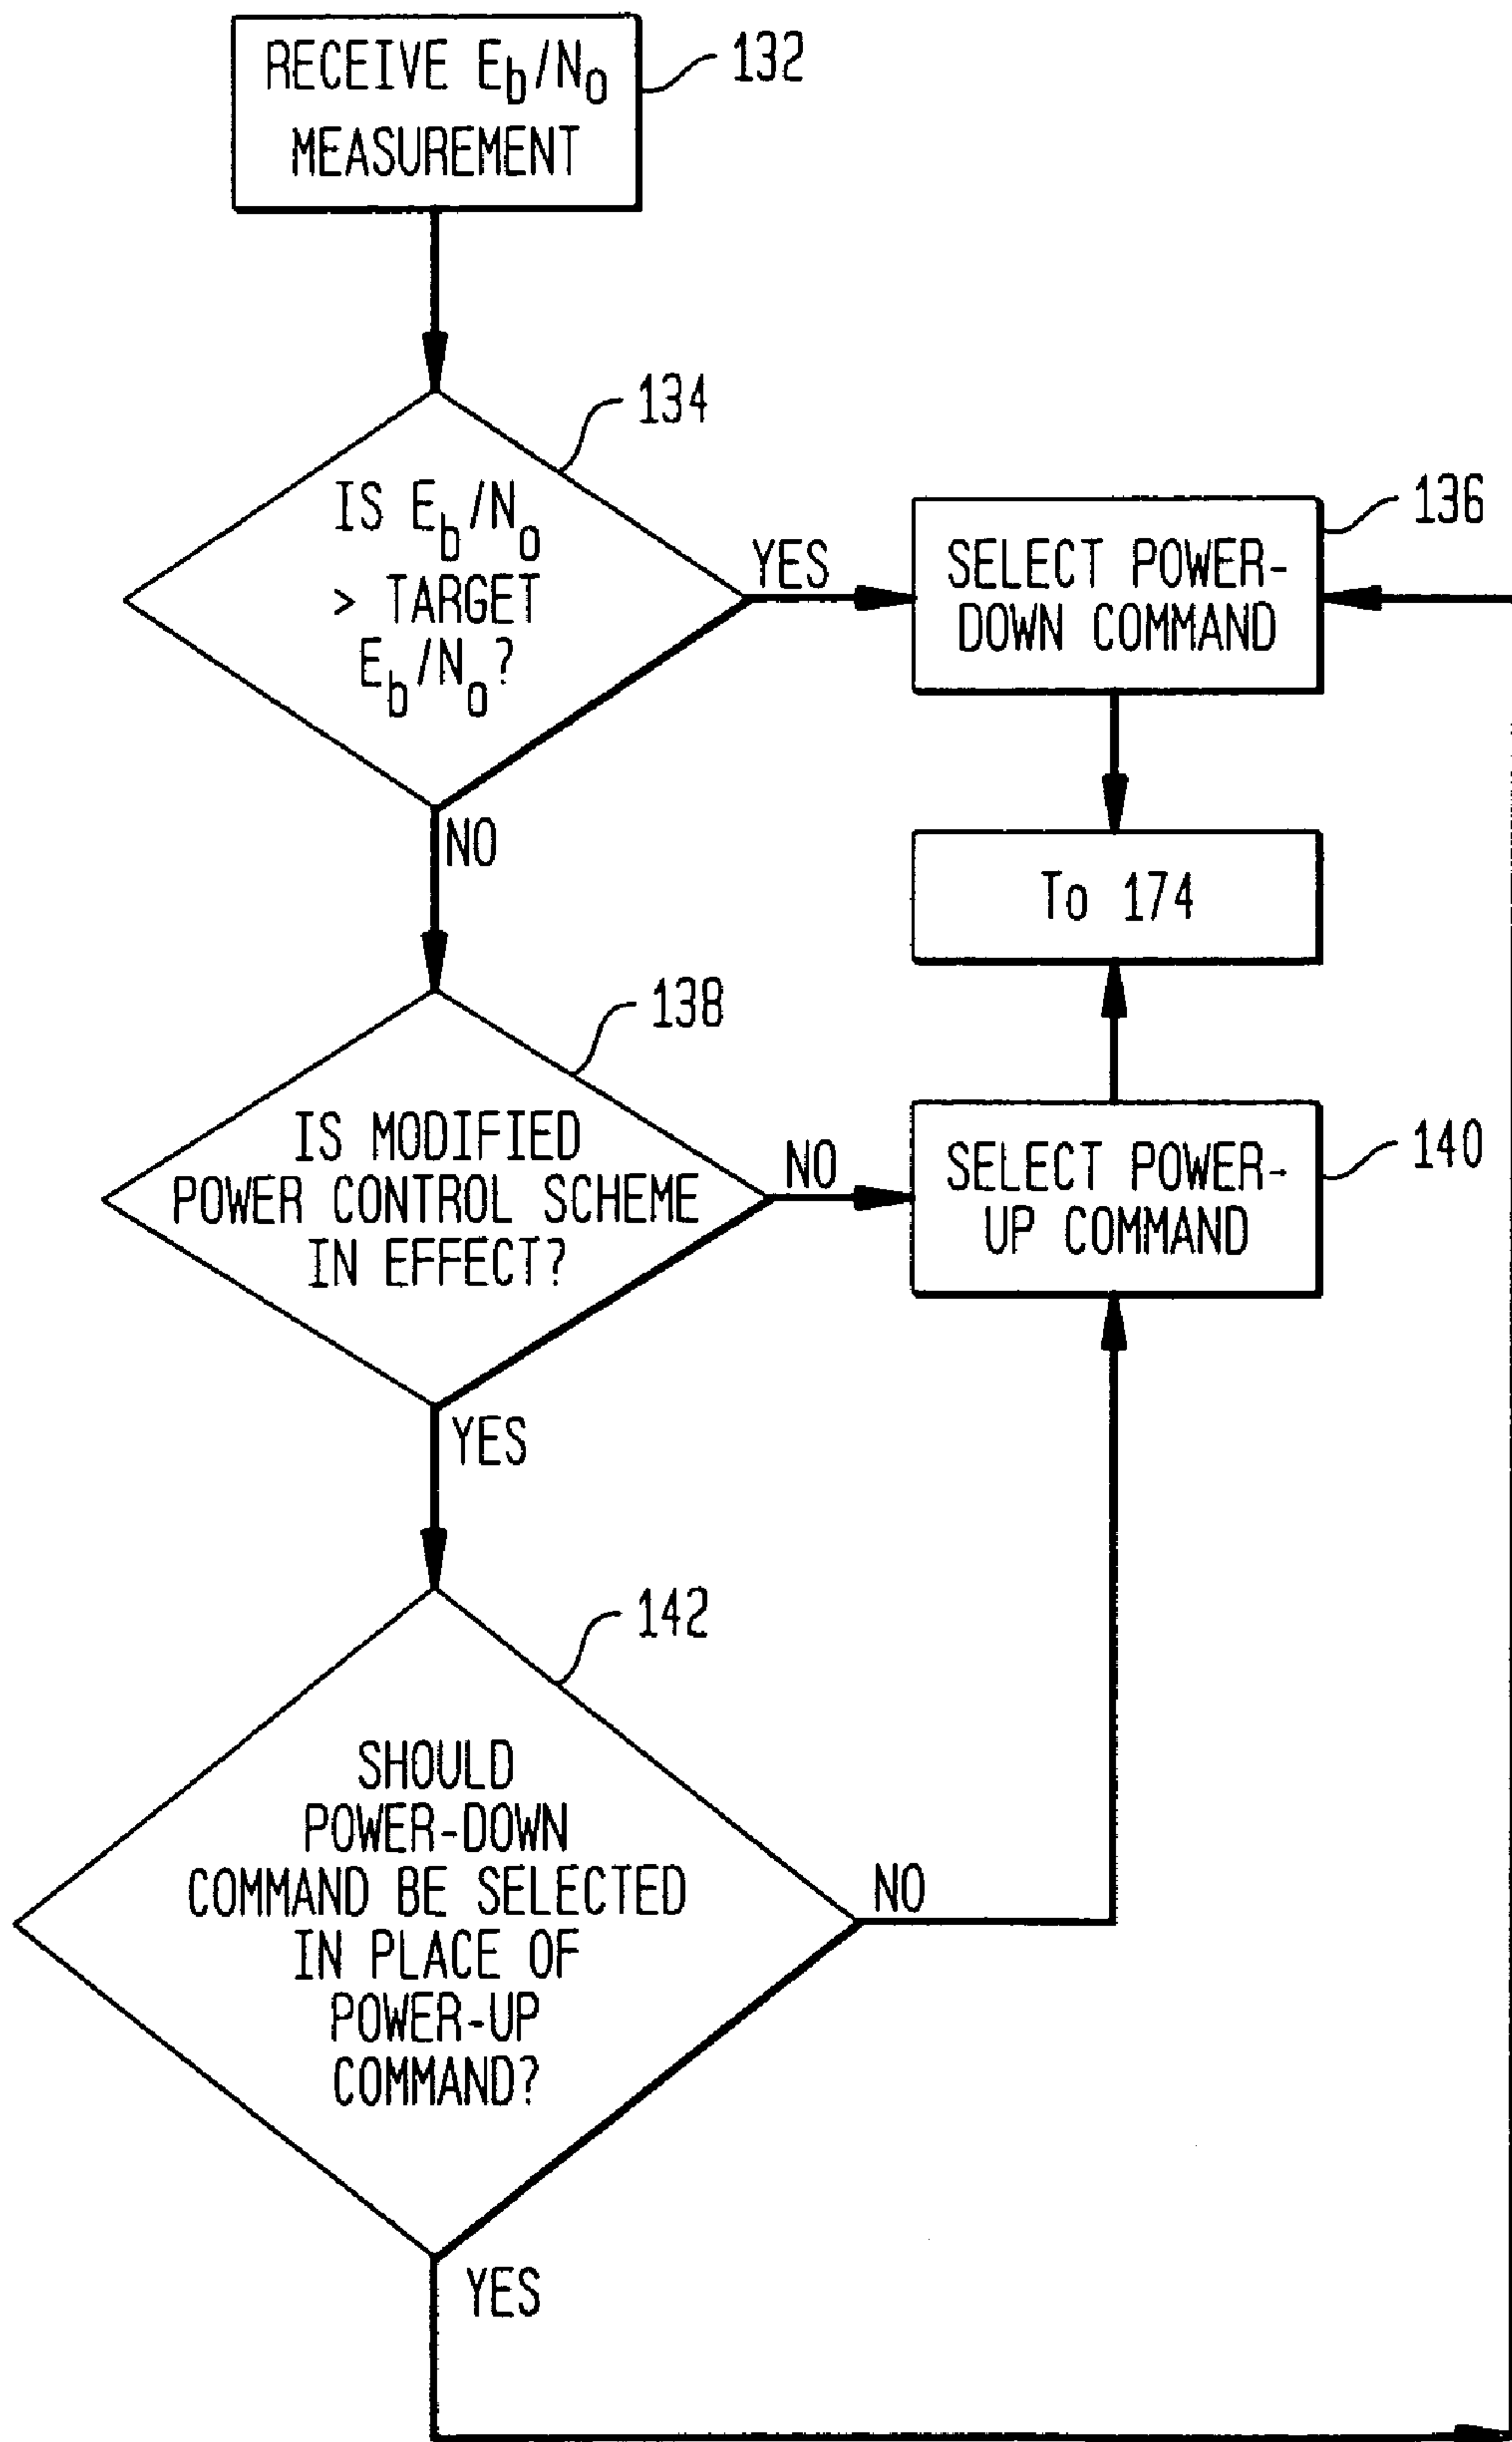 RECEIVE Eb/No
MEASUREMENT
132
134
IS Eb/No
> TARGET
Eb/No?
YES
136
SELECT POWER-
DOWN COMMAND
NO
To 174
138
IS MODIFIED
POWER CONTROL SCHEME
IN EFFECT?
NO
140
SELECT POWER-
UP COMMAND
YES
142
SHOULD
POWER-DOWN
COMMAND BE SELECTED
IN PLACE OF
POWER-UP
COMMAND?
NO
YES